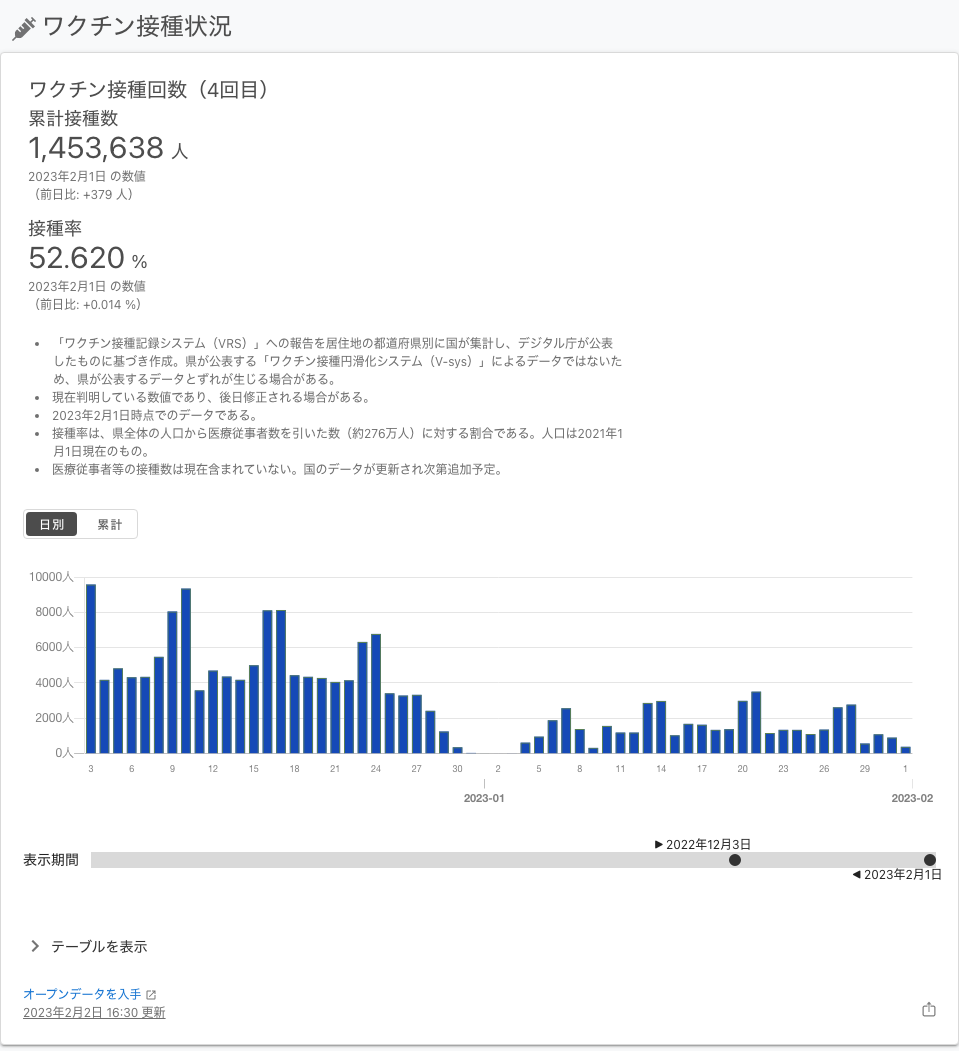 ワクチン接種状況
ワクチン接種回数（4回目）
累計接種数
1,453,638 人
2023年2月1日 の数値
（前日比: +379 人）
接種率
52.620 %
2023年2月1日 の数値
（前日比: +0.014 %）
• 「ワクチン接種記録システム（VRS）」への報告を居住地の都道府県別に国が集計し、デジタル庁が公表
したものに基づき作成。県が公表する「ワクチン接種円滑化システム（V-sys）」によるデータではないた
め、県が公表するデータとずれが生じる場合がある。
• 現在判明している数値であり、後日修正される場合がある。
• 2023年2月1日時点でのデータである。
• 接種率は、県全体の人口から医療従事者数を引いた数（約276万人）に対する割合である。人口は2021年1
月1日現在のもの。
• 医療従事者等の接種数は現在含まれていない。国のデータが更新され次第追加予定。
日別 累計
10000人
8000人
6000人
4000人
2000人
0人
3 6 9 12 15 18 21 24 27 30 2 5 8 11 14 17 20 23 26 29 1
2023-01 2023-02
▶ 2022年12月3日
表示期間
◀ 2023年2月1日
テーブルを表示
オープンデータを入手
2023年2月2日 16:30 更新